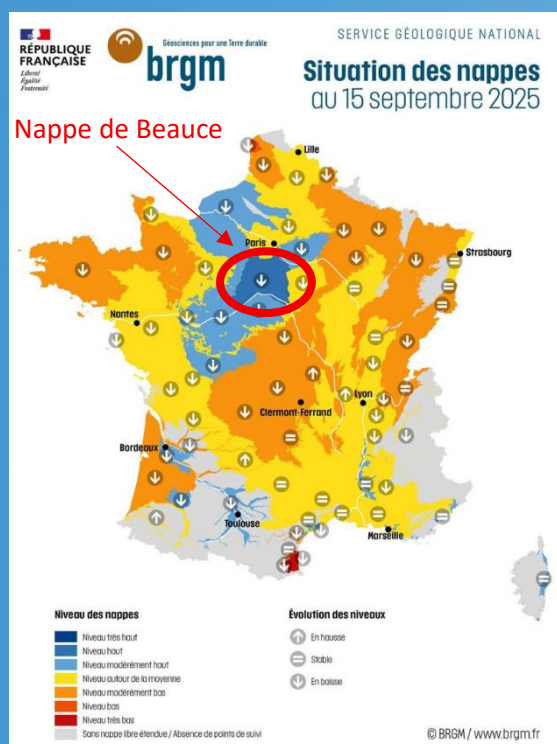 RÉPUBLIQUE
FRANÇAISE
Liberté
Égalité
Fraternité
Géosciences pour une Terre durable
brgm
SERVICE GÉOLOGIQUE NATIONAL
Situation des nappes
au 15 septembre 2025
Nappe de Beauce
Lille
Paris
Strasbourg
Nantes
Lyon
Clermont-Ferrand
Bordeaux
Toulouse
Marseille
Niveau des nappes
Niveau très haut
Niveau haut
Niveau modérément haut
Niveau autour de la moyenne
Niveau modérément bas
Niveau bas
Niveau très bas
Sans nappe libre étendue / Absence de points de suivi
Évolution des niveaux
En hausse
Stable
En baisse
© BRGM / www.brgm.fr